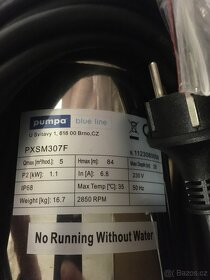 pumpa blue line
U Svitavy 1, 618 00 Brno,CZ
PXSM307F
Qmax [m³/hod.]: 5 Hmax [m]: 84
P2 [kW]: 1.1 In [A]: 6.8 230 V
IP68 Max Temp [°C]: 35 50 Hz
Weight [kg]: 16.7 2850 RPM
No Running Without Water
bazoš.cz